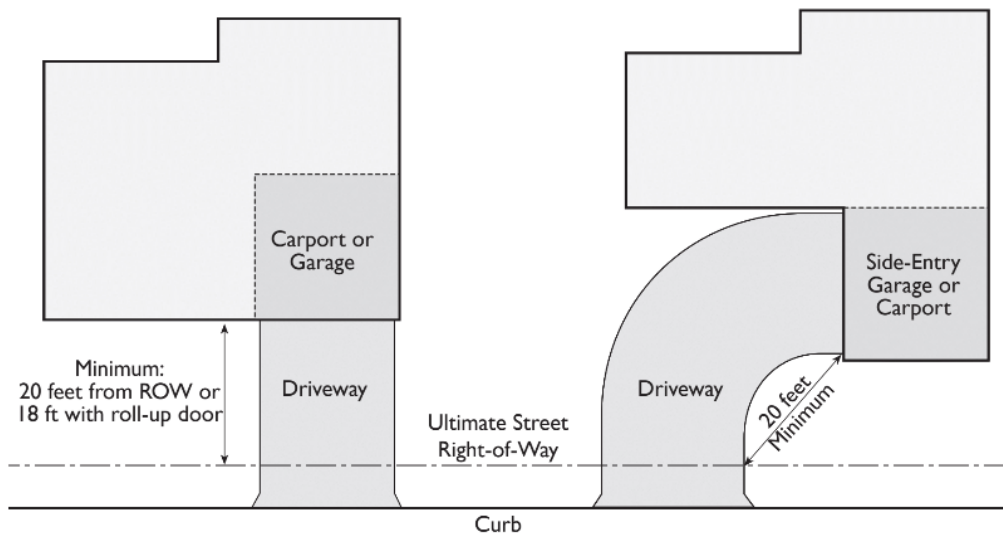 Carport or
Garage
Side-Entry
Garage or
Carport
Minimum:
20 feet from ROW or
18 ft with roll-up door
Driveway
Driveway
20 feet
Minimum
Ultimate Street
Right-of-Way
Curb